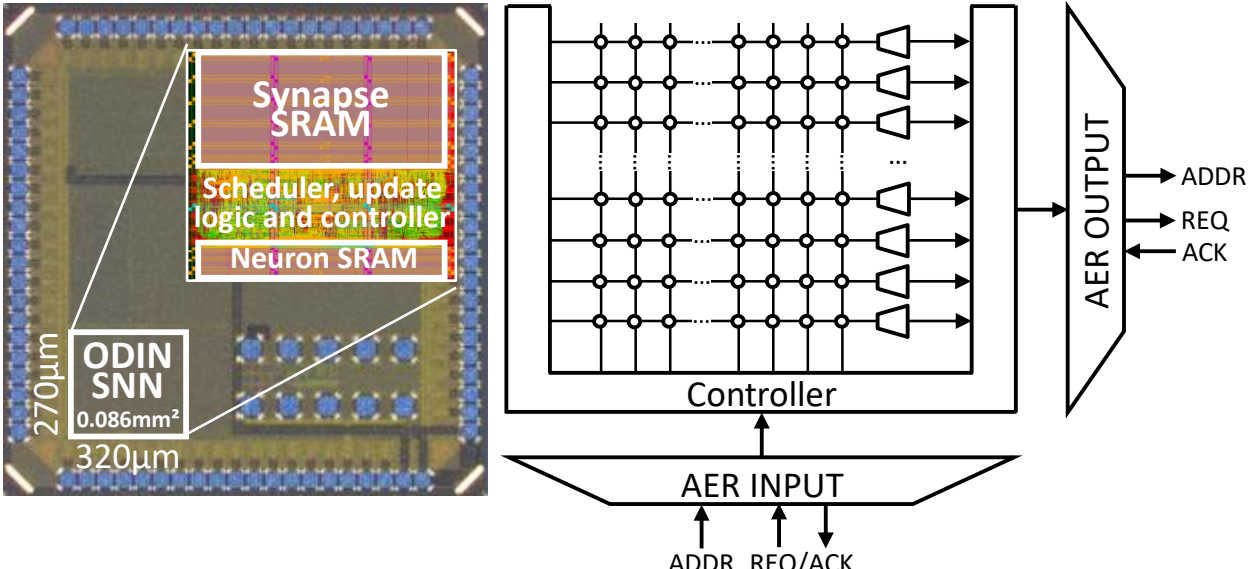 Synapse
SRAM
Scheduler, update
logic and controller
Neuron SRAM
ODIN
SNN
0.086mm²
270µm
320µm
...
Controller
AER INPUT
ADDR REQ/ACK
AER OUTPUT
ADDR
REQ
ACK